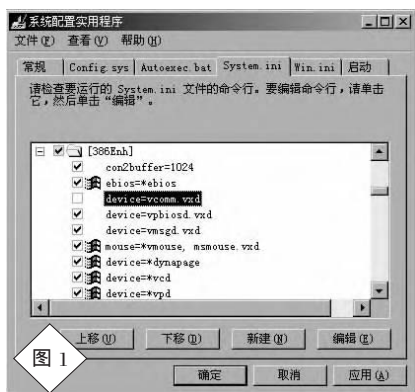 系统配置实用程序
文件(F) 查看(V) 帮助(H)
常规 Config.sys Autoexec.bat System.ini Win.ini 启动
请检查要运行的 System.ini 文件的命令行。要编辑命令行，请单击
它，然后单击“编辑”。
[386Enh]
con2buffer=1024
ebios=*ebios
device=vcomm.vxd
device=vpbiosd.vxd
device=vmsgd.vxd
mouse=*vmouse, msmouse.vxd
device=*dynapage
device=*vcd
device=*vpd
上移(U) 下移(D) 新建(N) 编辑(E)
图 1
确定 取消 应用(A)